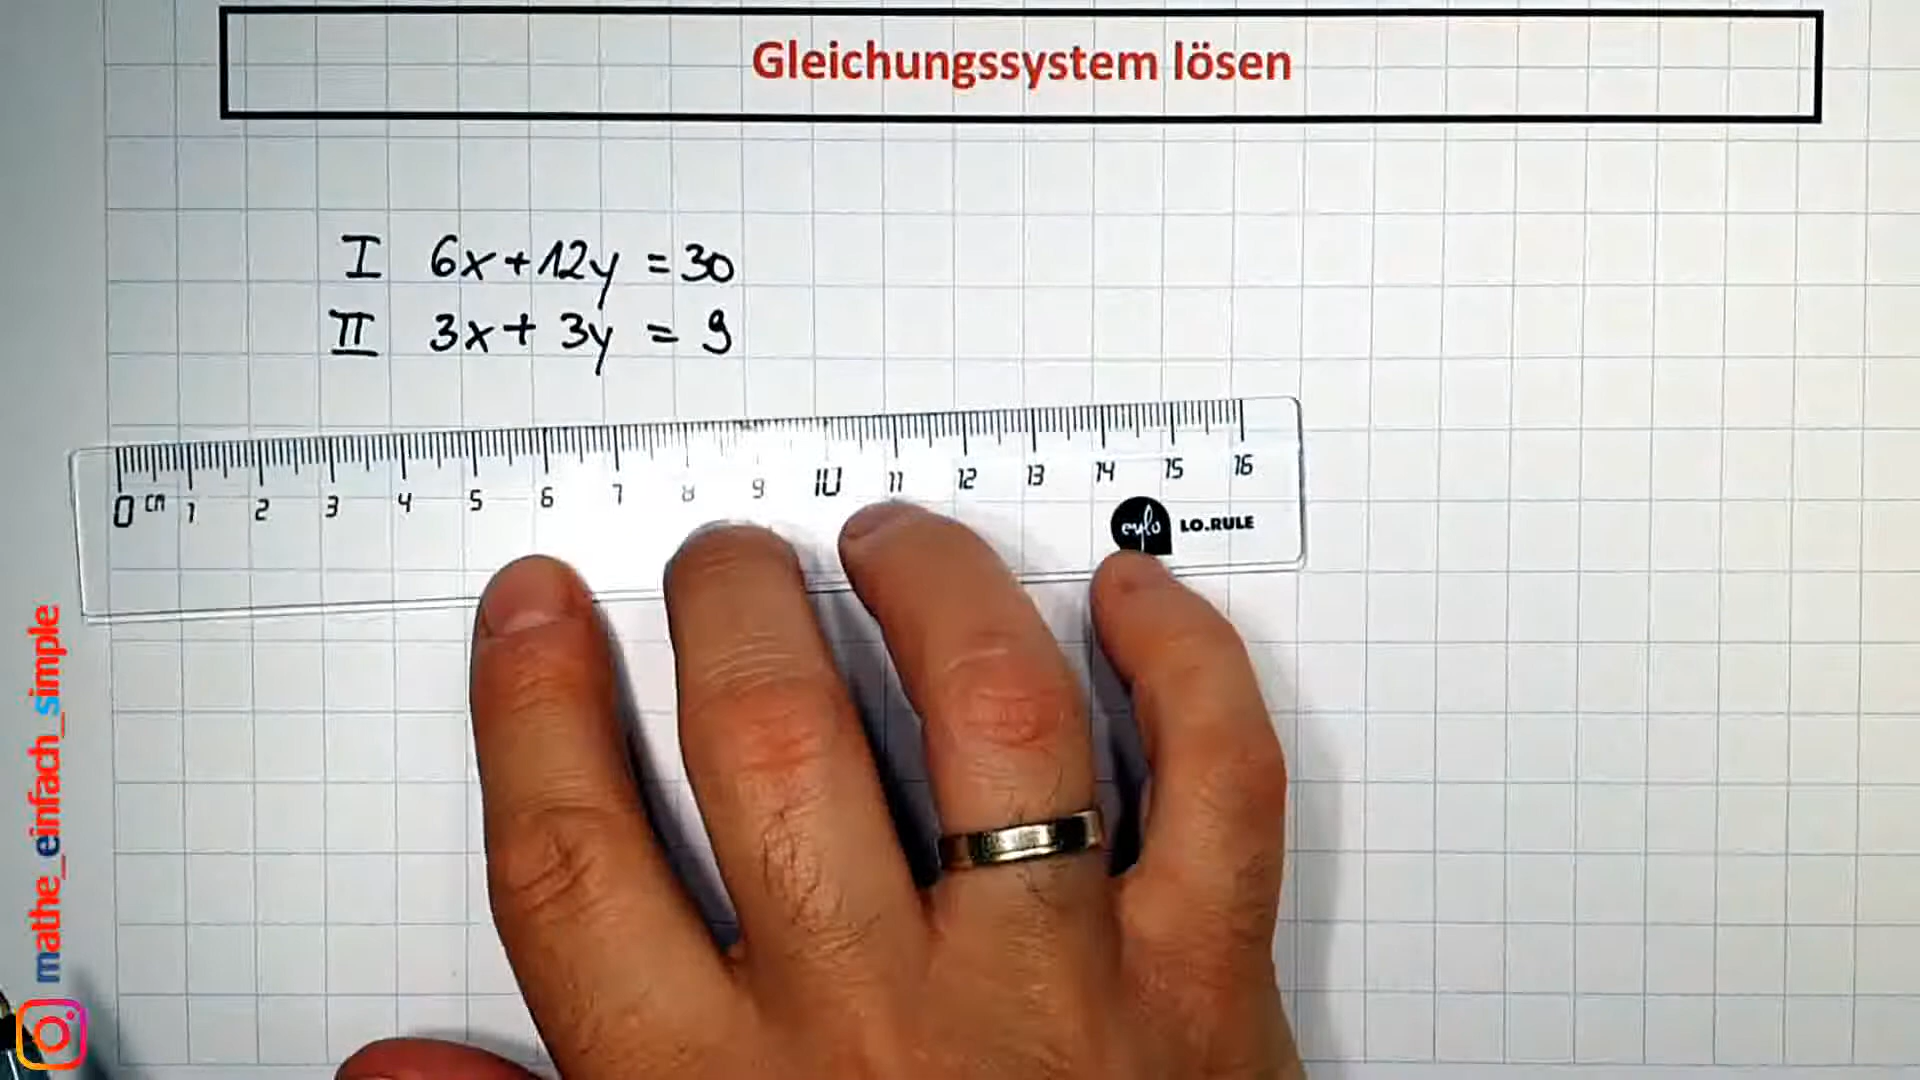 Gleichungssystem lösen
I 6x+12y = 30
II 3x+ 3y = 9
0 cm 1 2 3 4 5 6 7 8 9 10 11 12 13 14 15 16
eylo LO.RULE
mathe_einfach_simple